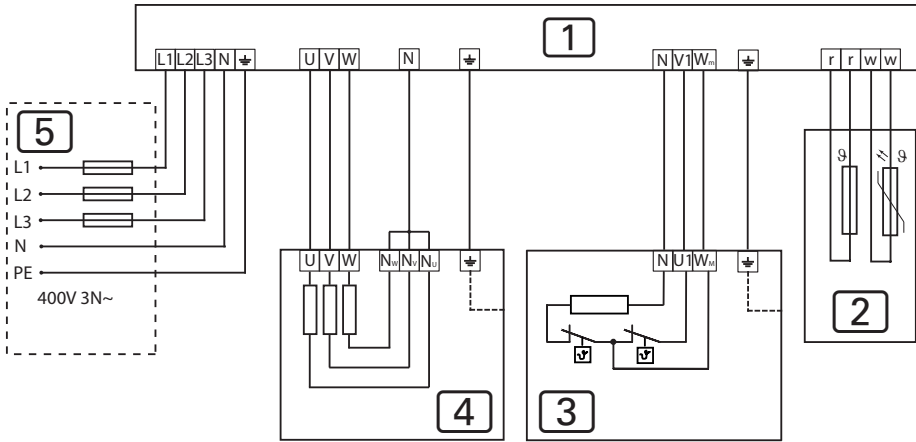 1
L1 L2 L3 N U V W N N V1 Wm r r w w
5
L1
L2
L3
N
PE
400V 3N~
U V W NW NV NU
N U1 WM
ϑ ϑ
2
ϑ ϑ
4
3